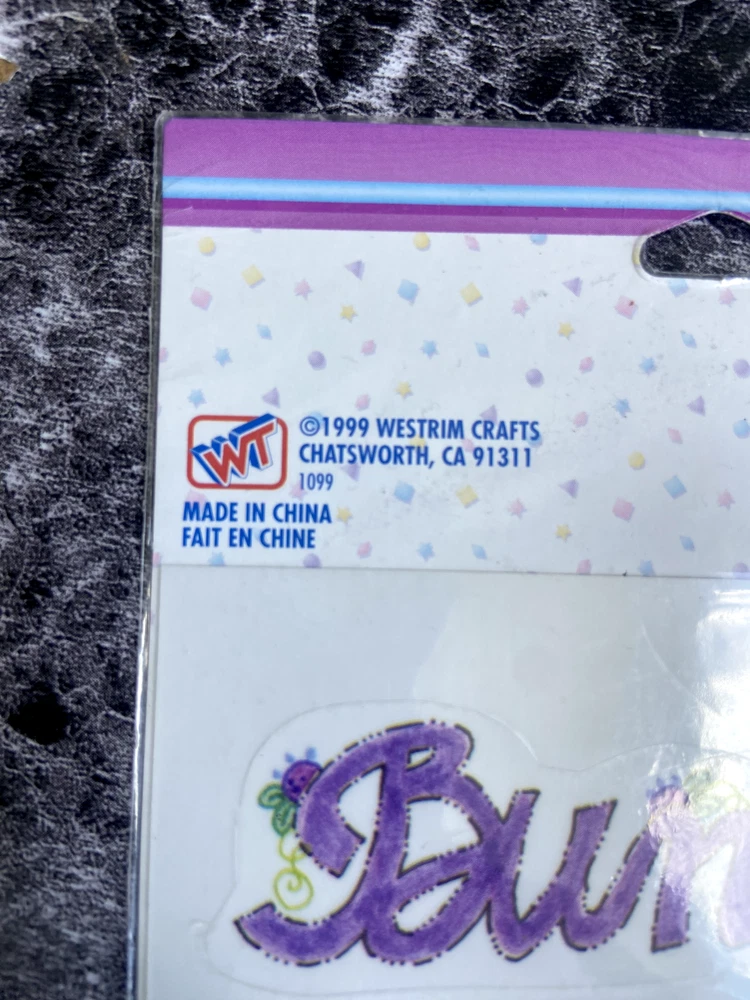 WT
©1999 WESTRIM CRAFTS
CHATSWORTH, CA 91311
1099
MADE IN CHINA
FAIT EN CHINE
Bun